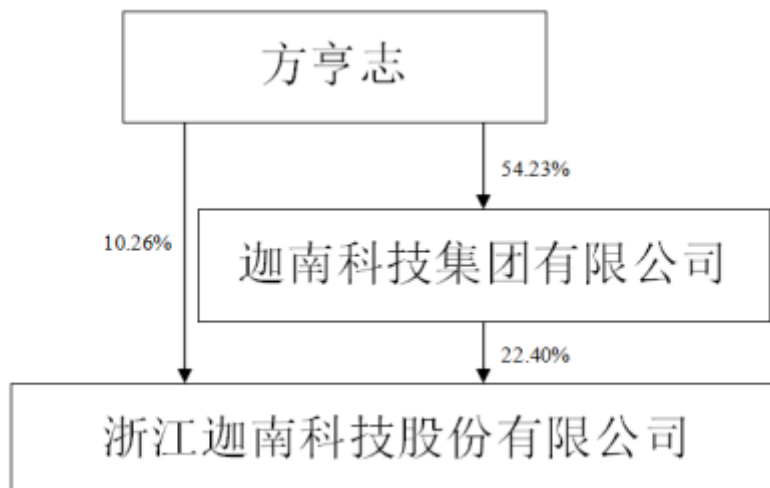 方亨志
54.23%
10.26%
迦南科技集团有限公司
22.40%
浙江迦南科技股份有限公司